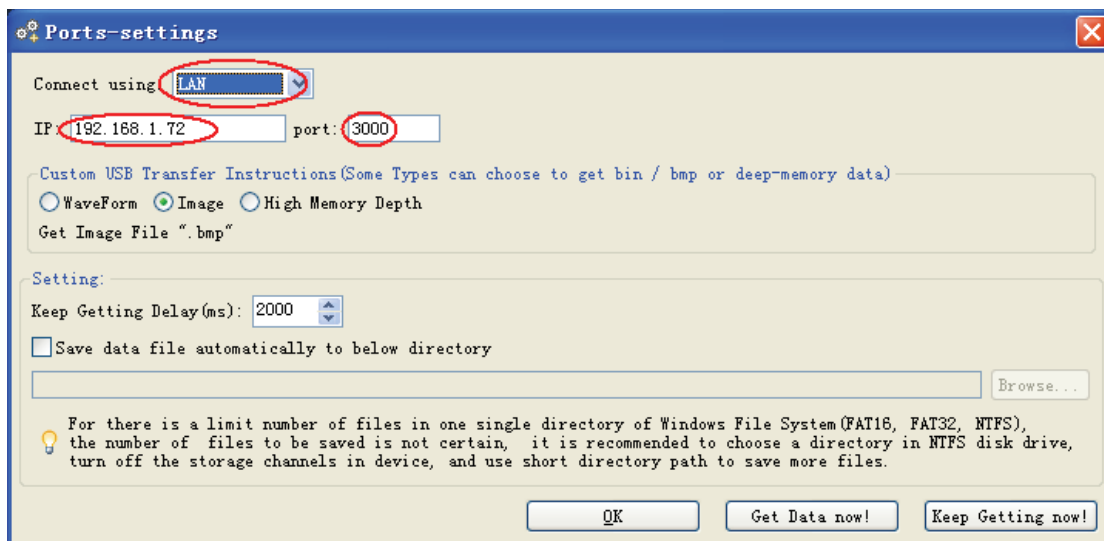 Ports-settings
Connect using LAN
IP: 192.168.1.72 port: 3000
Custom USB Transfer Instructions(Some Types can choose to get bin / bmp or deep-memory data)
WaveForm Image High Memory Depth
Get Image File ".bmp"
Setting:
Keep Getting Delay(ms): 2000
Save data file automatically to below directory
Browse...
For there is a limit number of files in one single directory of Windows File System(FAT16, FAT32, NTFS),
the number of files to be saved is not certain, it is recommended to choose a directory in NTFS disk drive,
turn off the storage channels in device, and use short directory path to save more files.
OK Get Data now! Keep Getting now!